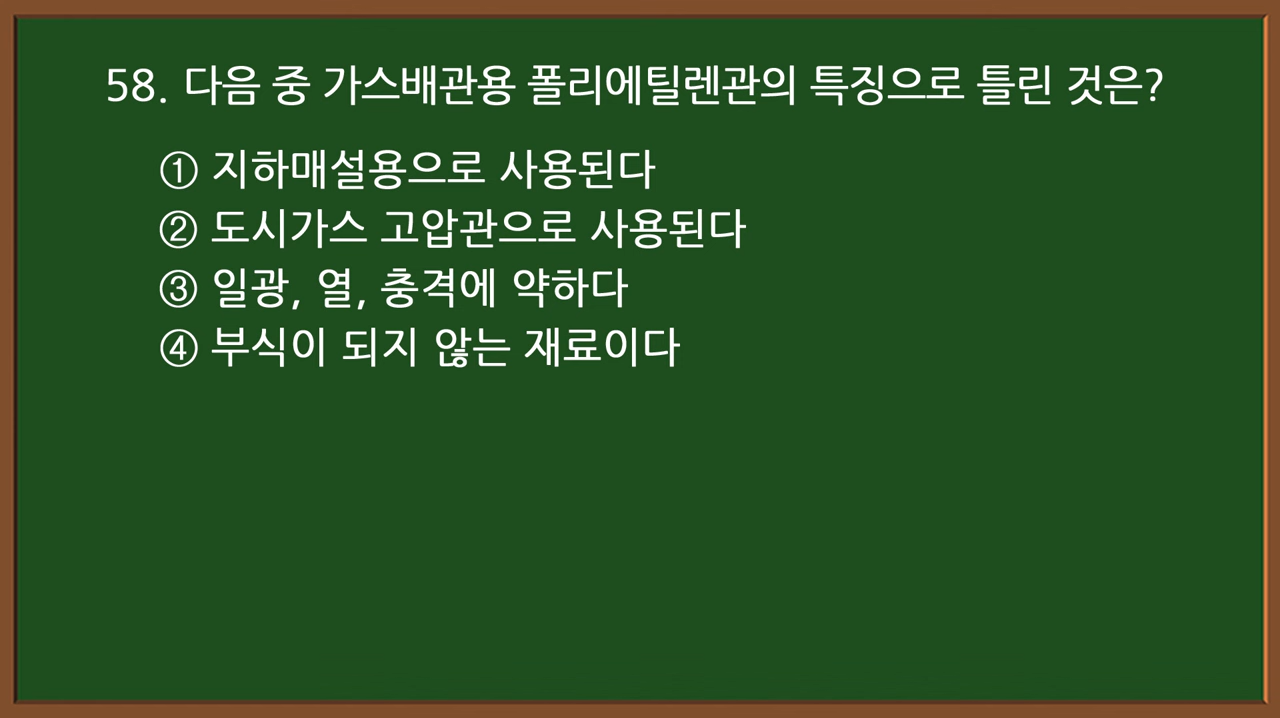 58. 다음 중 가스배관용 폴리에틸렌관의 특징으로 틀린 것은?
① 지하매설용으로 사용된다
② 도시가스 고압관으로 사용된다
③ 일광, 열, 충격에 약하다
④ 부식이 되지 않는 재료이다